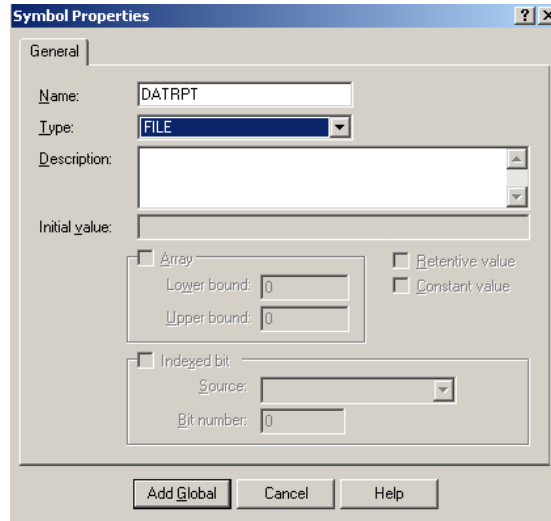 Symbol Properties
General
Name: DATRPT
Type: FILE
Description:
Initial value:
Array
Lower bound: 0
Upper bound: 0
Retentive value
Constant value
Indexed bit
Source:
Bit number: 0
Add Global Cancel Help